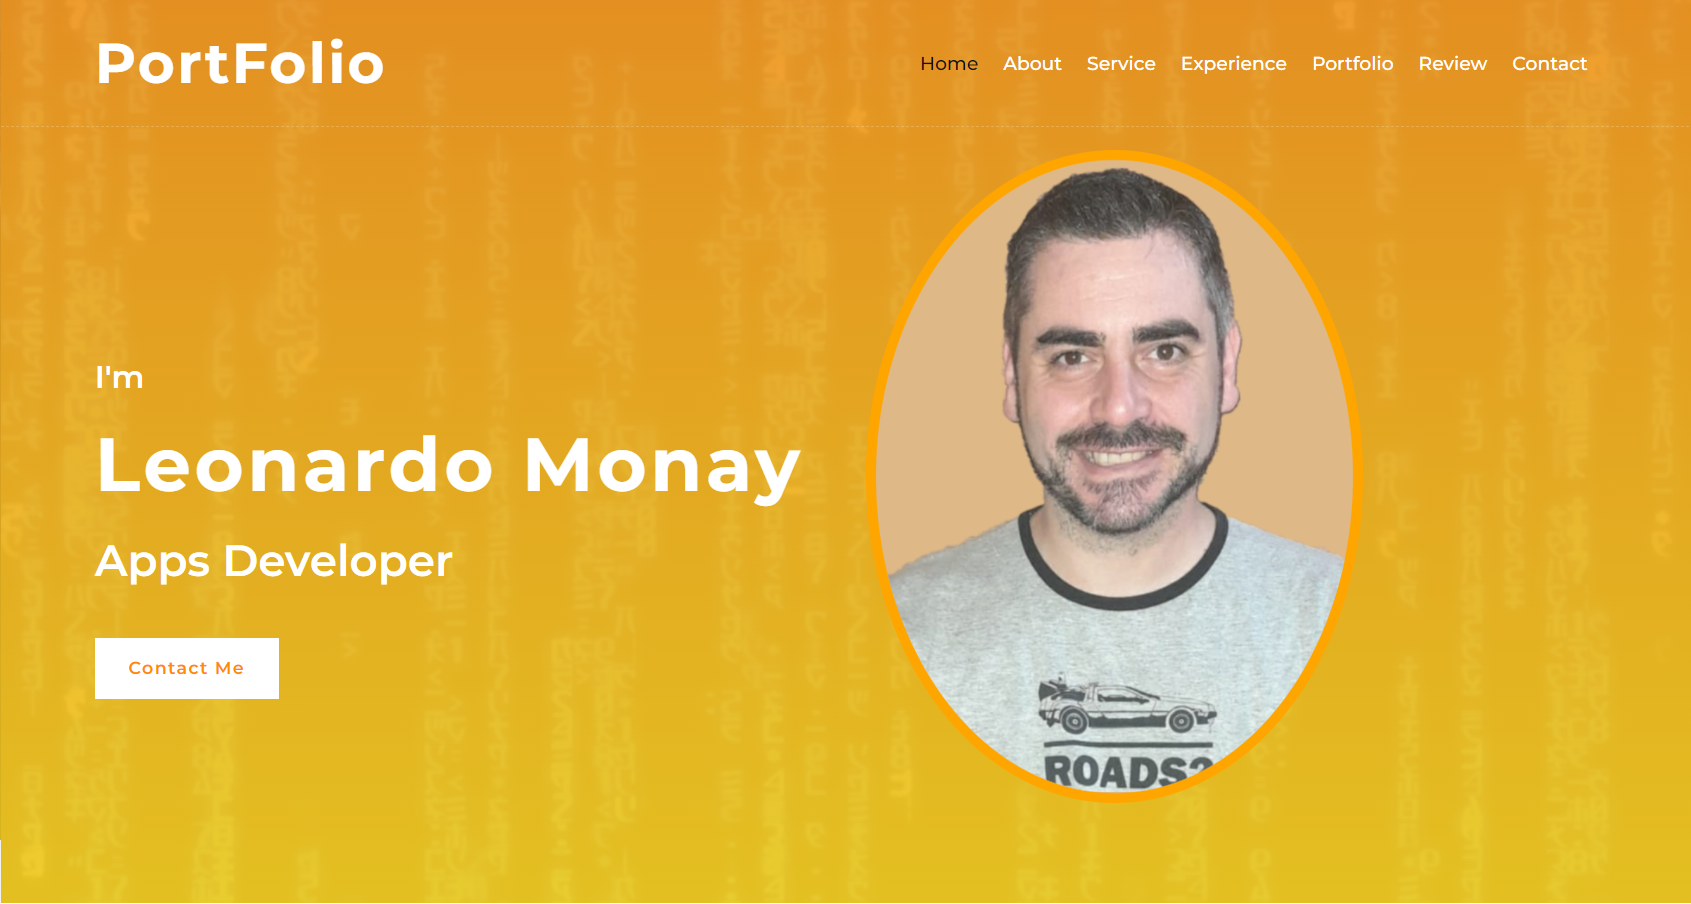 PortFolio
Home About Service Experience Portfolio Review Contact
I'm
Leonardo Monay
Apps Developer
Contact Me
ROADS?